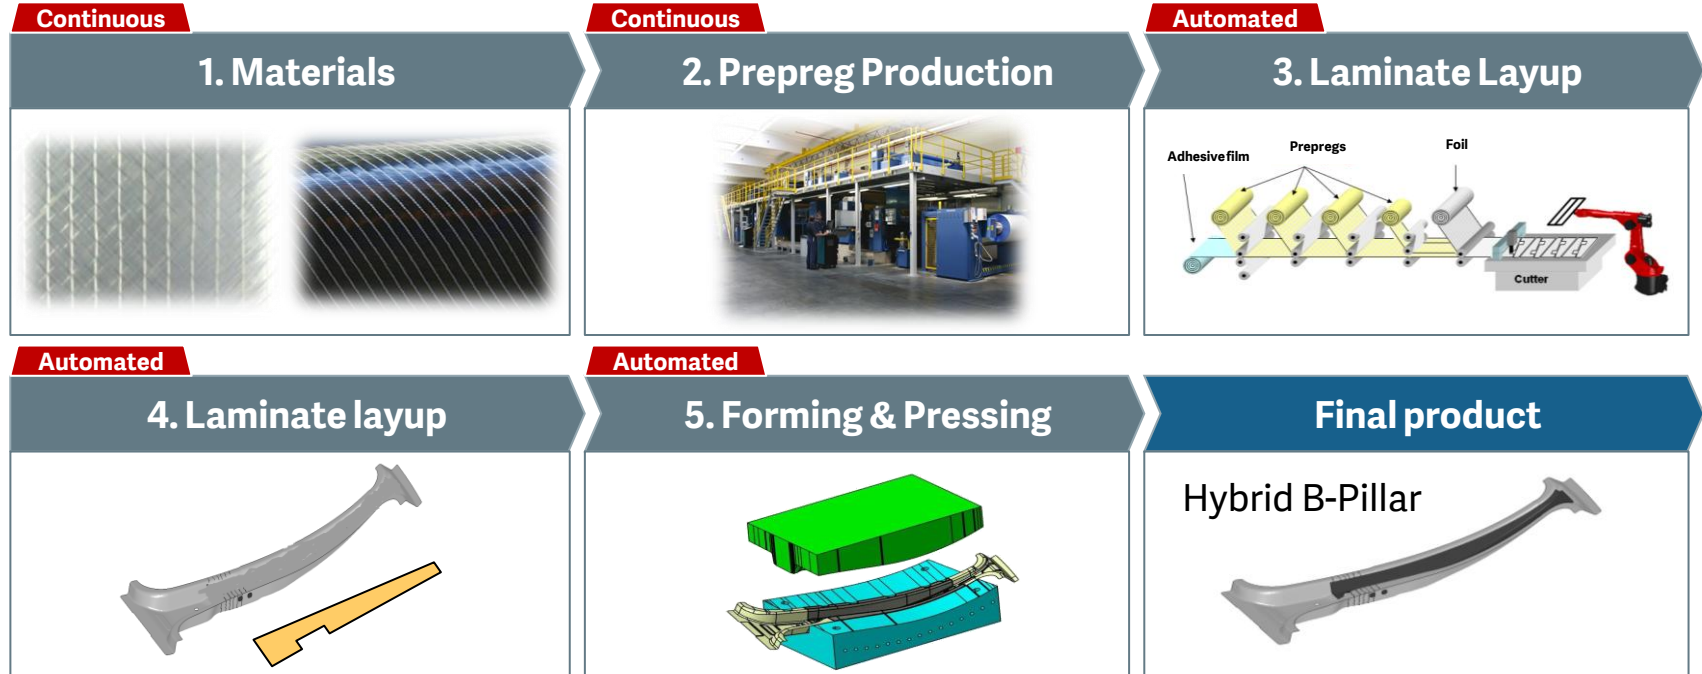 Continuous
1. Materials
Continuous
2. Prepreg Production
Automated
3. Laminate Layup
Adhesive film
Prepregs
Foil
Cutter
Automated
4. Laminate layup
Automated
5. Forming & Pressing
Final product
Hybrid B-Pillar